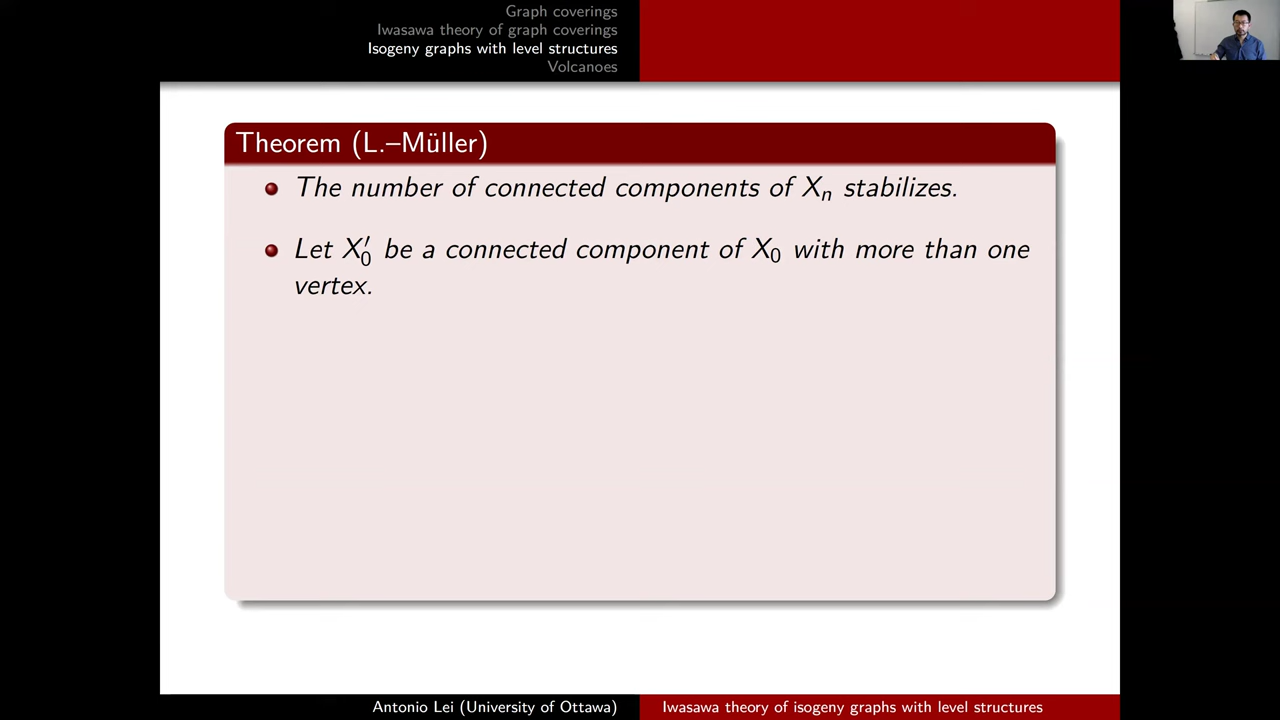 Graph coverings
Iwasawa theory of graph coverings
Isogeny graphs with level structures
Volcanoes
Theorem (L.–Müller)
The number of connected components of Xₙ stabilizes.
Let X′₀ be a connected component of X₀ with more than one
vertex.
Antonio Lei (University of Ottawa)
Iwasawa theory of isogeny graphs with level structures